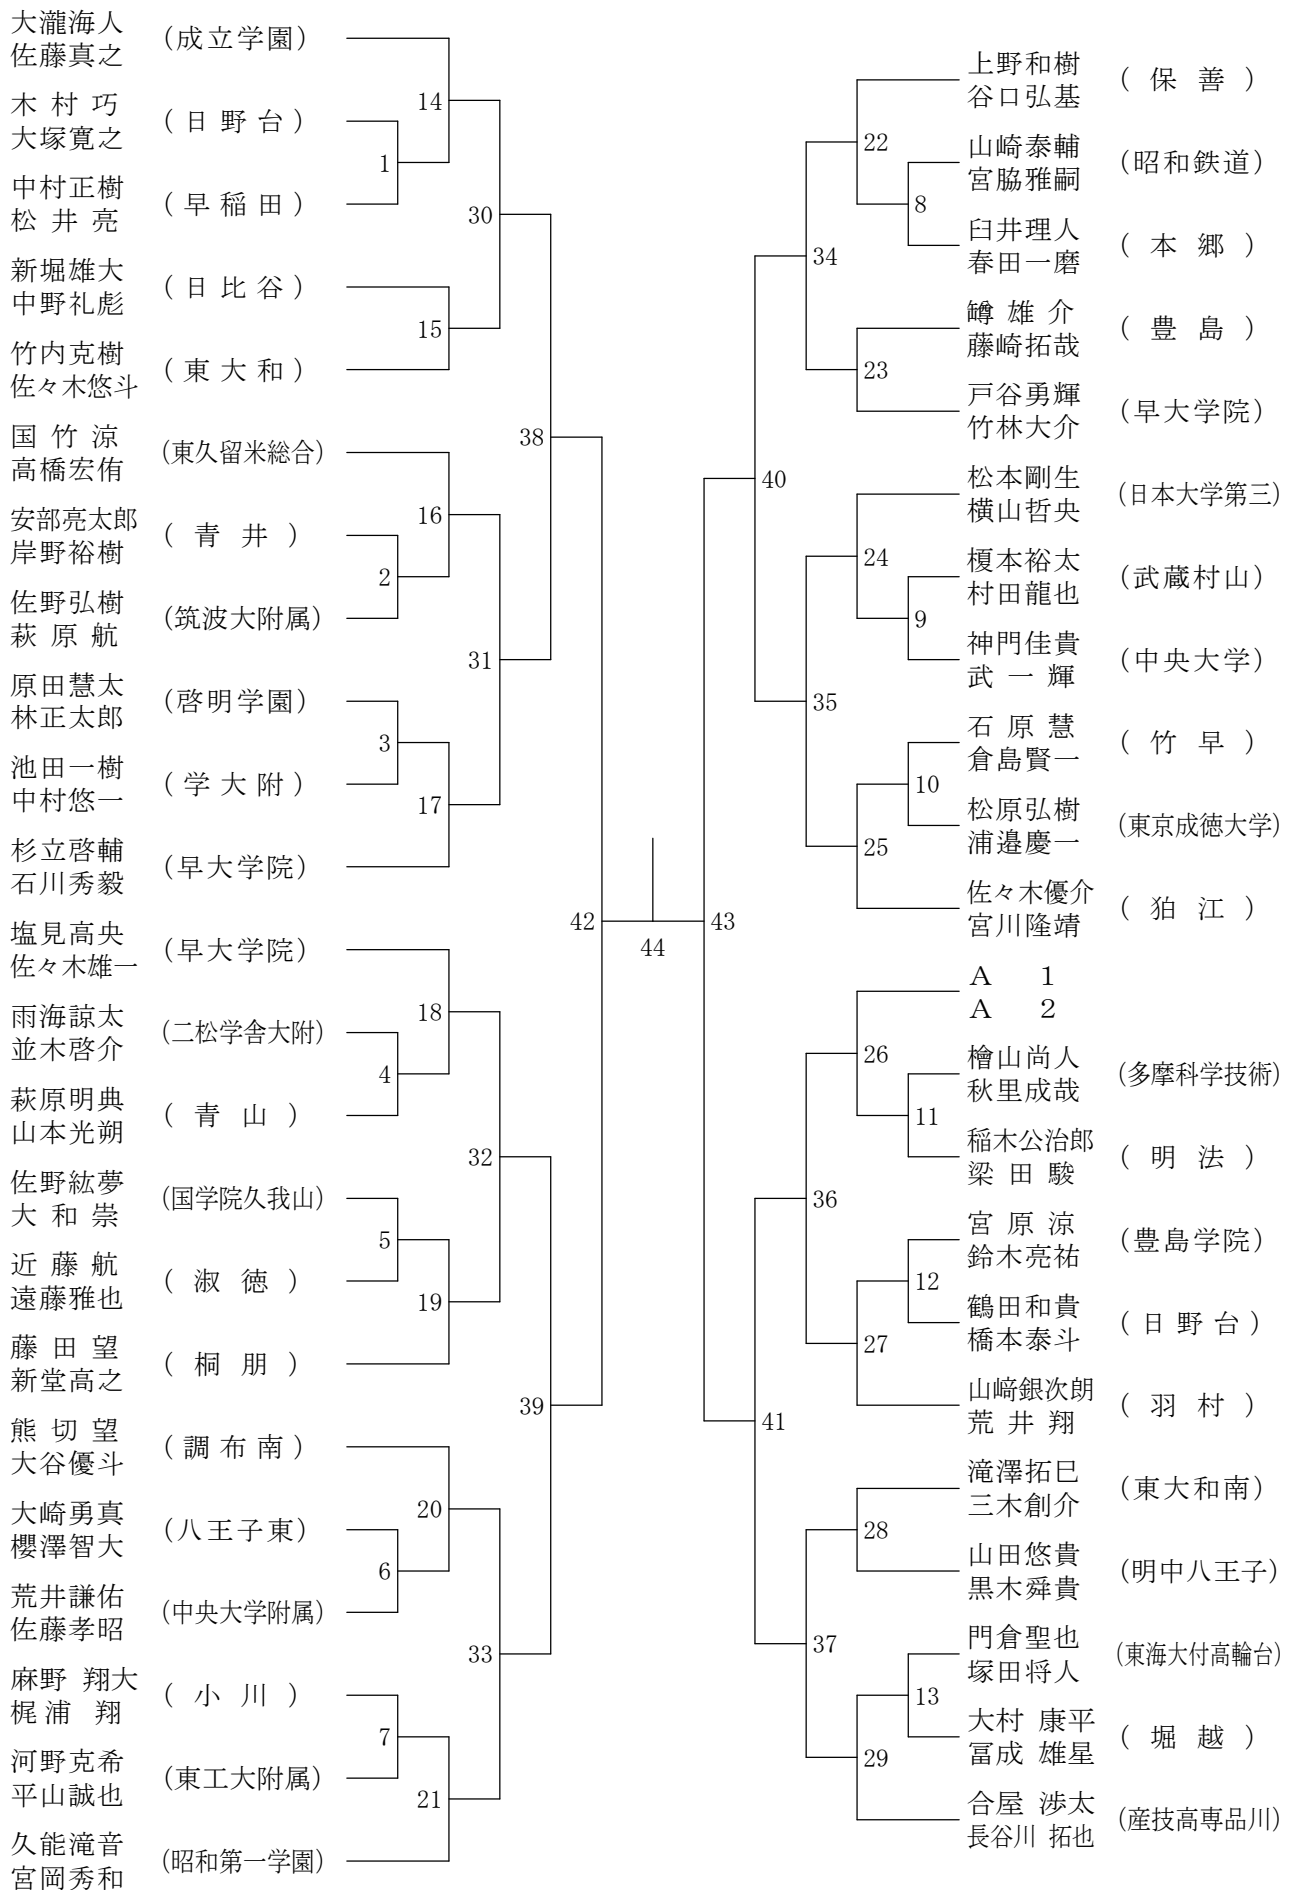 大瀧海人
佐藤真之
(成立学園)
木村巧
大塚寛之
(日野台)
中村正樹
松井亮
(早稲田)
新堀雄大
中野礼彪
(日比谷)
竹内克樹
佐々木悠斗
(東大和)
国竹涼
高橋宏侑
(東久留米総合)
安部亮太郎
岸野裕樹
(青井)
佐野弘樹
萩原航
(筑波大附属)
原田慧太
林正太郎
(啓明学園)
池田一樹
中村悠一
(学大附)
杉立啓輔
石川秀毅
(早大学院)
塩見高央
佐々木雄一
(早大学院)
雨海諒太
並木啓介
(二松学舎大附)
萩原明典
山本光朔
(青山)
佐野紘夢
大和崇
(国学院久我山)
近藤航
遠藤雅也
(淑徳)
藤田望
新堂高之
(桐朋)
熊切望
大谷優斗
(調布南)
大崎勇真
櫻澤智大
(八王子東)
荒井謙佑
佐藤孝昭
(中央大学附属)
麻野 翔大
梶浦 翔
(小川)
河野克希
平山誠也
(東工大附属)
久能滝音
宮岡秀和
(昭和第一学園)
1
2
3
4
5
6
7
14
15
16
17
18
19
20
21
30
31
32
33
38
39
42
44
43
40
41
34
35
36
37
22
23
24
25
26
27
28
29
8
9
10
11
12
13
上野和樹
谷口弘基
(保善)
山崎泰輔
宮脇雅嗣
(昭和鉄道)
臼井理人
春田一磨
(本郷)
罇雄介
藤崎拓哉
(豊島)
戸谷勇輝
竹林大介
(早大学院)
松本剛生
横山哲央
(日本大学第三)
榎本裕太
村田龍也
(武蔵村山)
神門佳貴
武一輝
(中央大学)
石原慧
倉島賢一
(竹早)
松原弘樹
浦邉慶一
(東京成徳大学)
佐々木優介
宮川隆靖
(狛江)
A 1
A 2
檜山尚人
秋里成哉
(多摩科学技術)
稲木公治郎
梁田駿
(明法)
宮原涼
鈴木亮祐
(豊島学院)
鶴田和貴
橋本泰斗
(日野台)
山﨑銀次朗
荒井翔
(羽村)
滝澤拓巳
三木創介
(東大和南)
山田悠貴
黒木舜貴
(明中八王子)
門倉聖也
塚田将人
(東海大付高輪台)
大村 康平
冨成 雄星
(堀越)
合屋 渉太
長谷川 拓也
(産技高専品川)